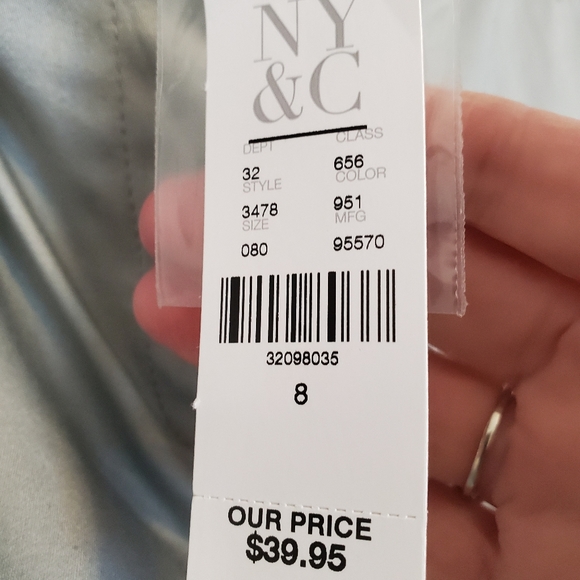 NY
&C
DEPT CLASS
32 656
STYLE COLOR
3478 951
SIZE MFG
080 95570
32098035
8
OUR PRICE
$39.95